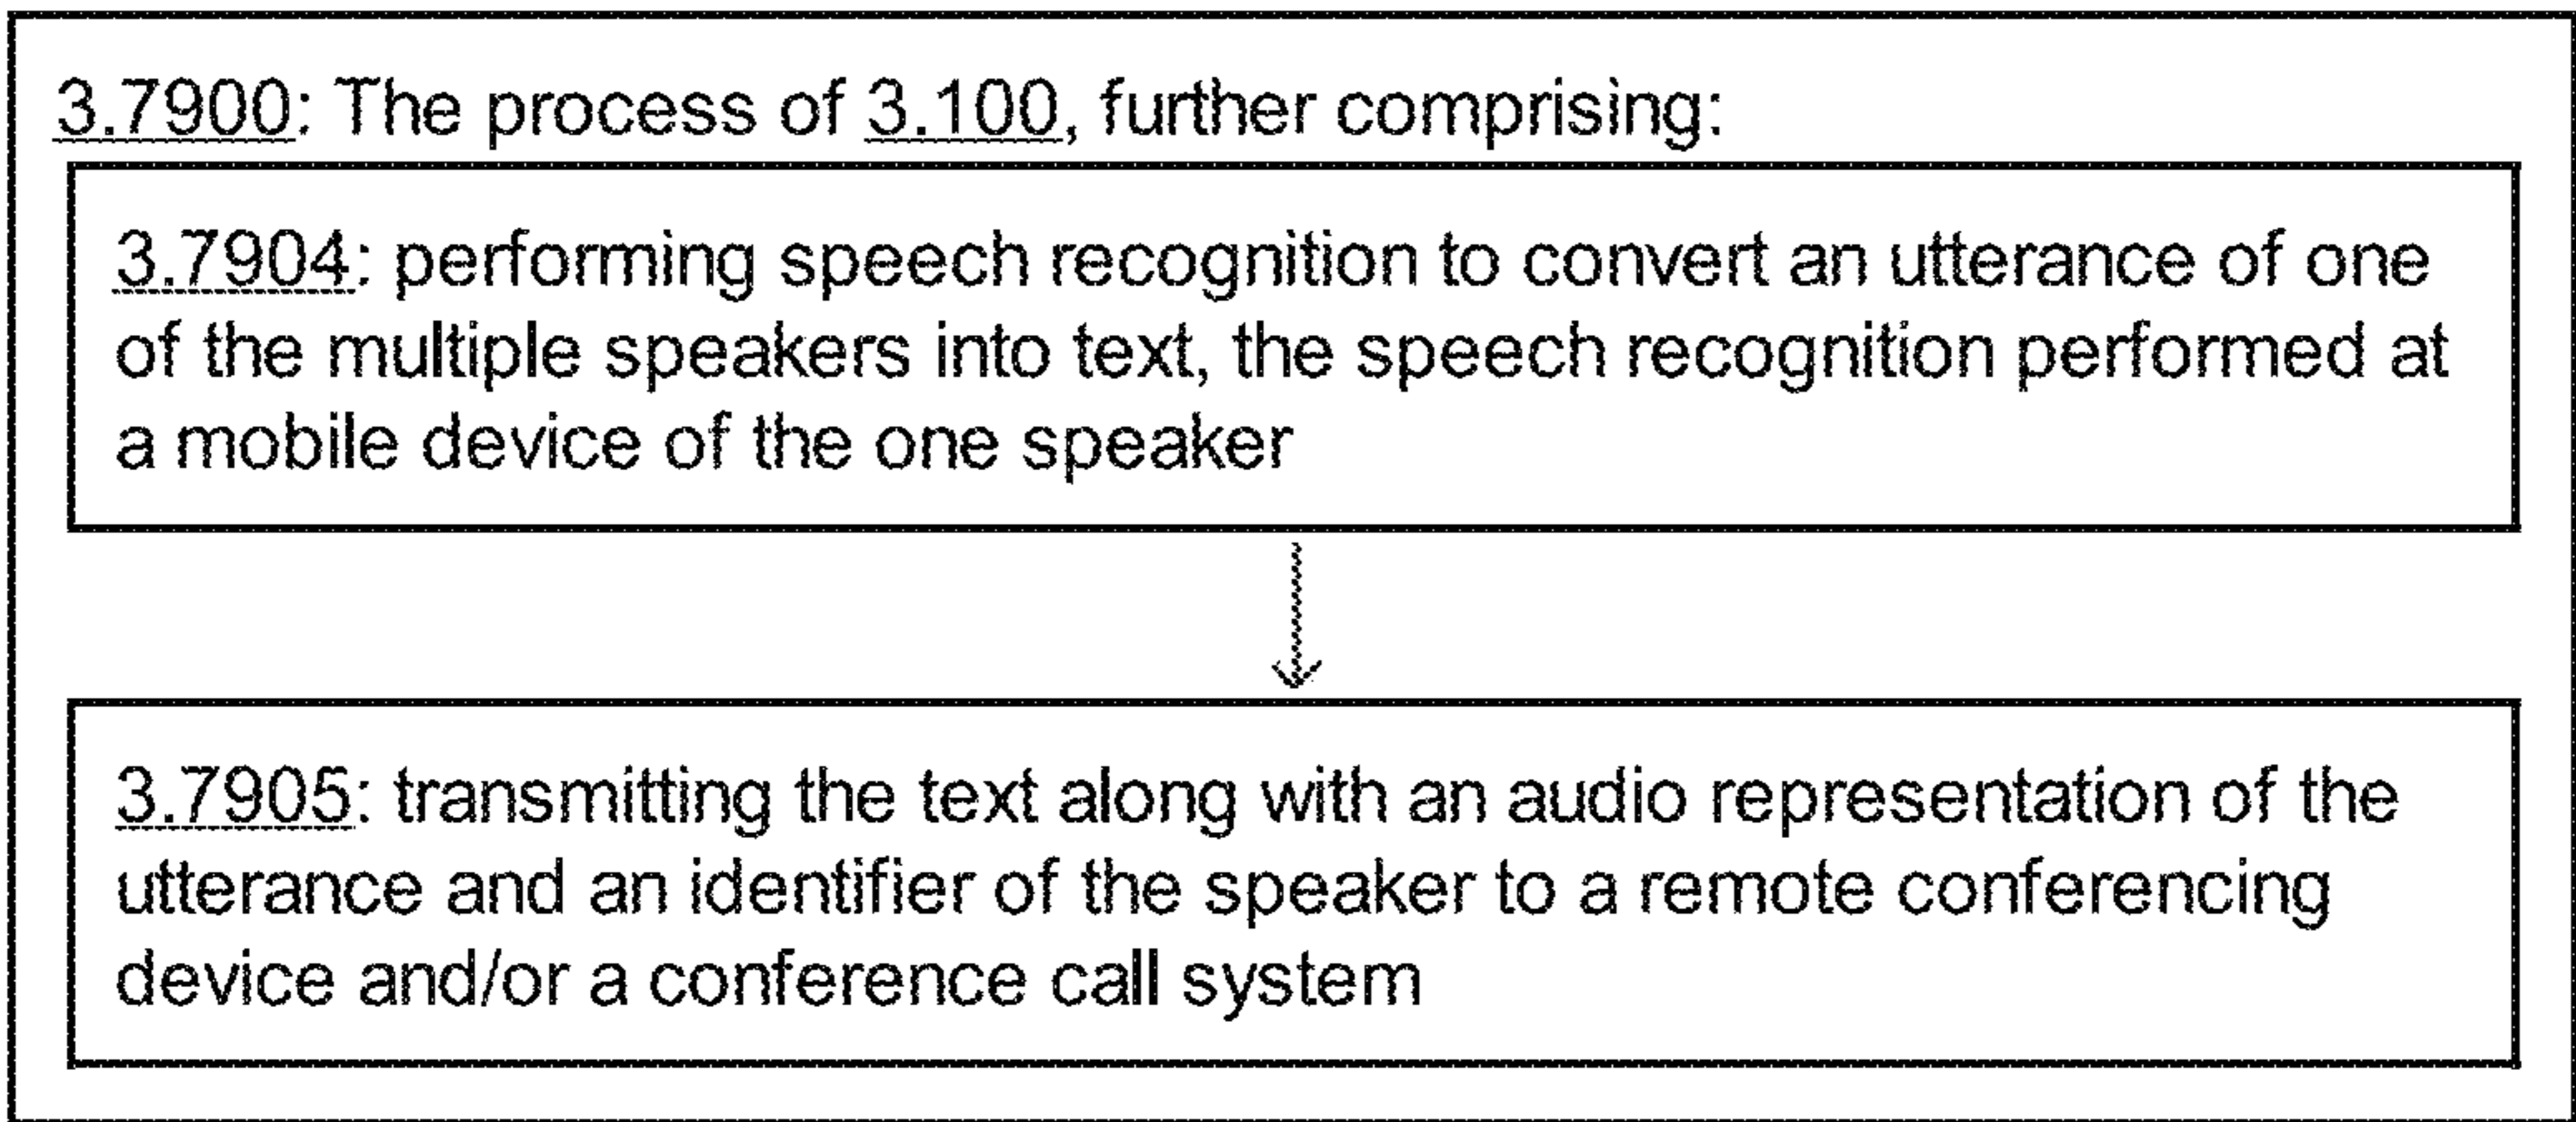 3.7900: The process of 3.100, further comprising:
3.7904: performing speech recognition to convert an utterance of one
of the multiple speakers into text, the speech recognition performed at
a mobile device of the one speaker
3.7905: transmitting the text along with an audio representation of the
utterance and an identifier of the speaker to a remote conferencing
device and/or a conference call system